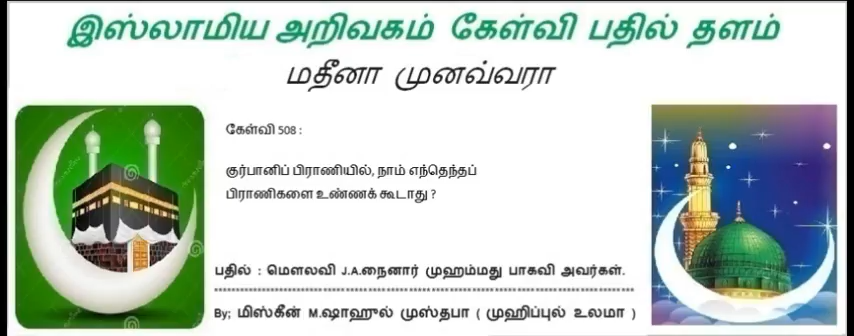 இஸ்லாமிய அறிவகம் கேள்வி பதில் தளம்
மதீனா முனவ்வரா
கேள்வி 508 :
குர்பானிப் பிராணியில், நாம் எந்தெந்தப்
பிராணிகளை உண்ணக் கூடாது ?
பதில் : மௌலவி J.A.நைனார் முஹம்மது பாகவி அவர்கள்.
By; மிஸ்கீன் M.ஷாஹுல் முஸ்தபா ( முஹிப்புல் உலமா )